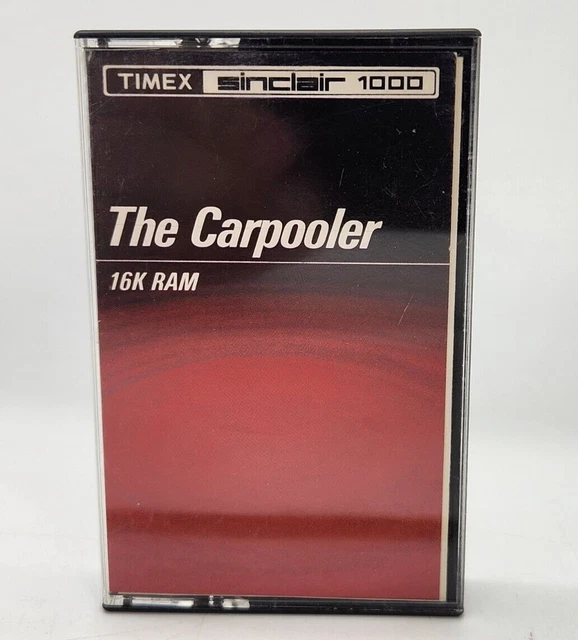 TIMEX sinclair 1000
The Carpooler
16K RAM